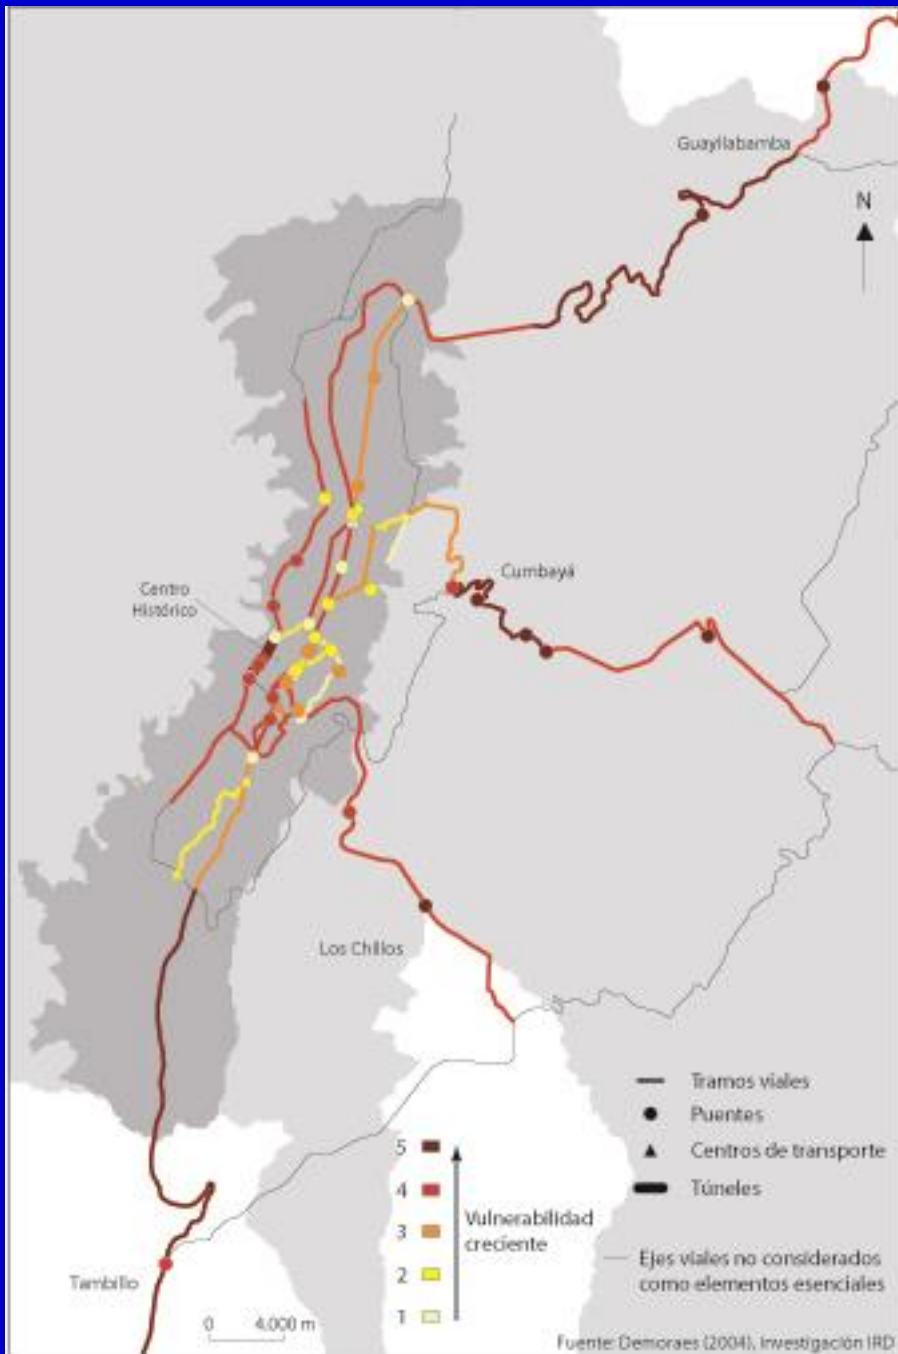 Guayllabamba
N
Cumbayá
Centro
Histórico
Los Chillos
Tramos viales
Puentes
Centros de transporte
Túneles
5
4
3
2
1
Vulnerabilidad
creciente
Ejes viales no considerados
como elementos esenciales
Tambillo
0 4.000 m
Fuente: Demoraes (2004), Investigación IRD